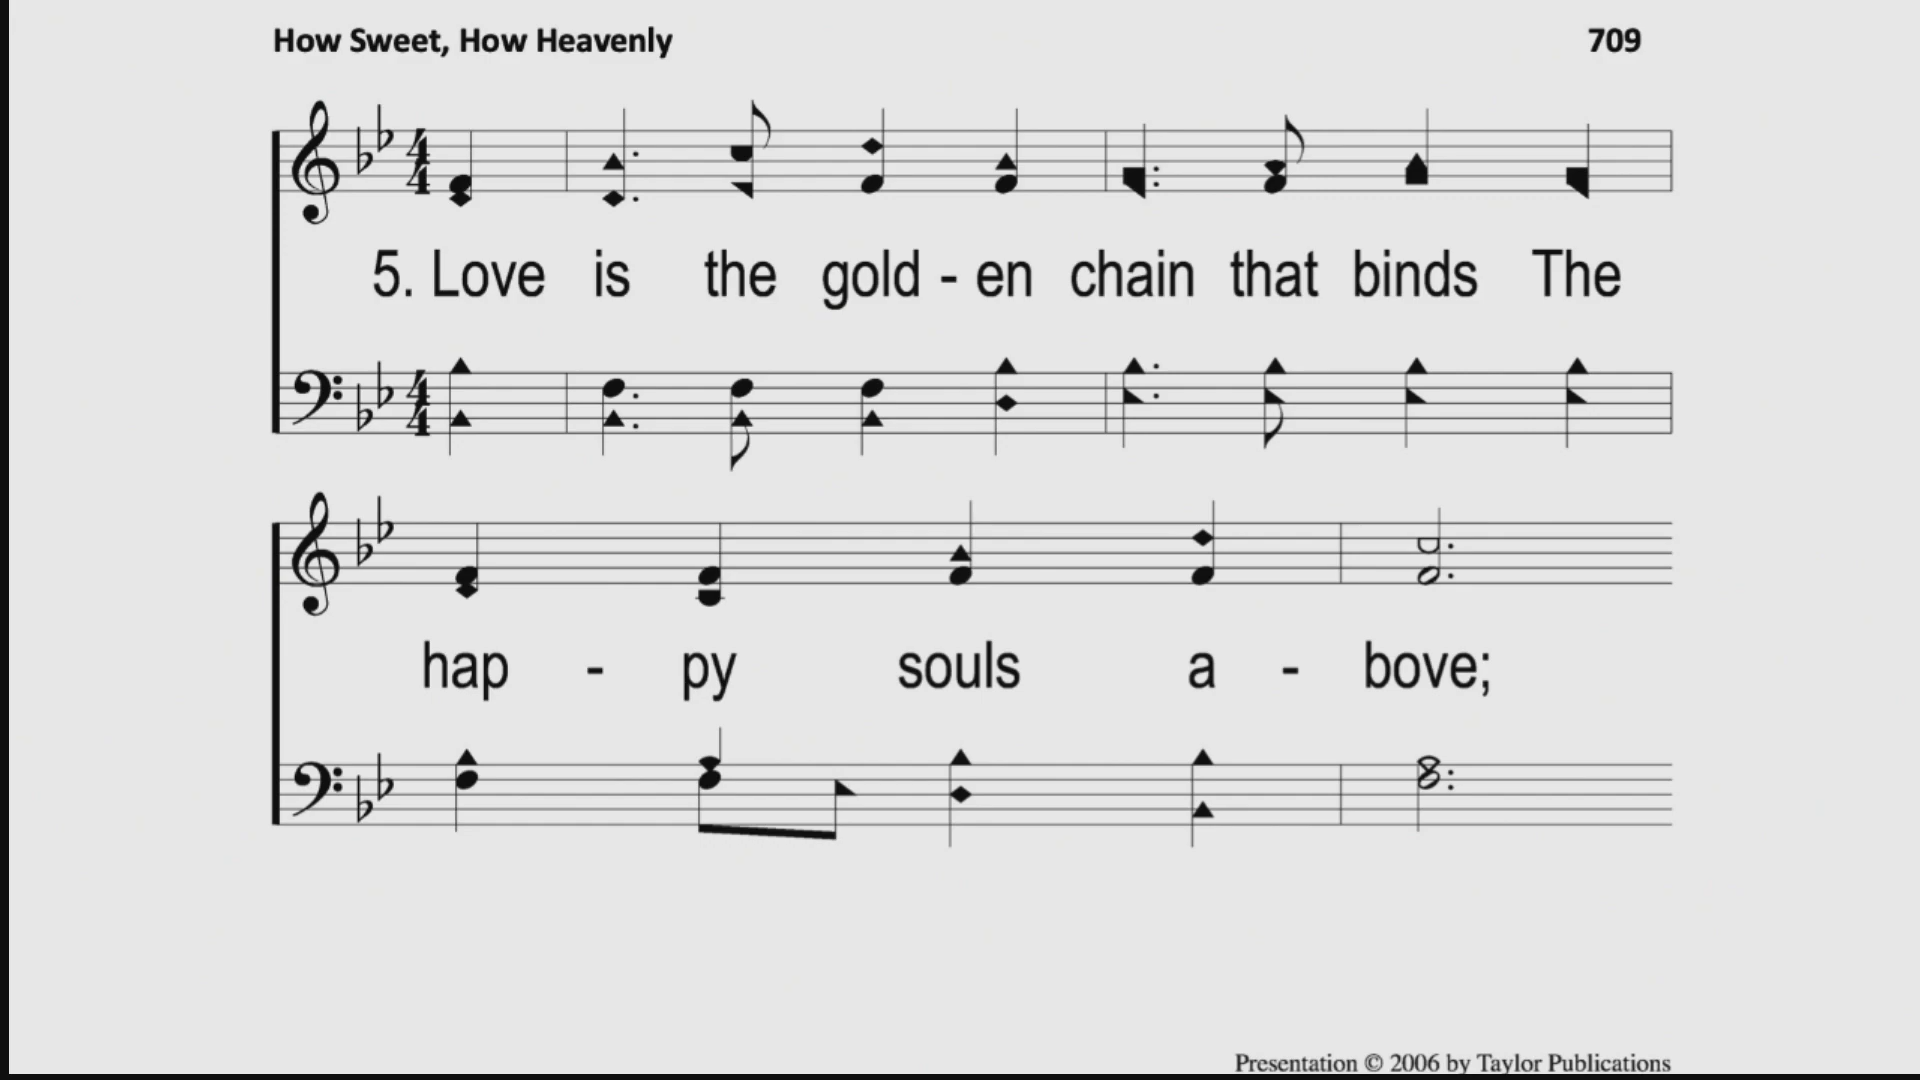 How Sweet, How Heavenly 709
5. Love is the gold - en chain that binds The
hap - py souls a - bove;
Presentation © 2006 by Taylor Publications